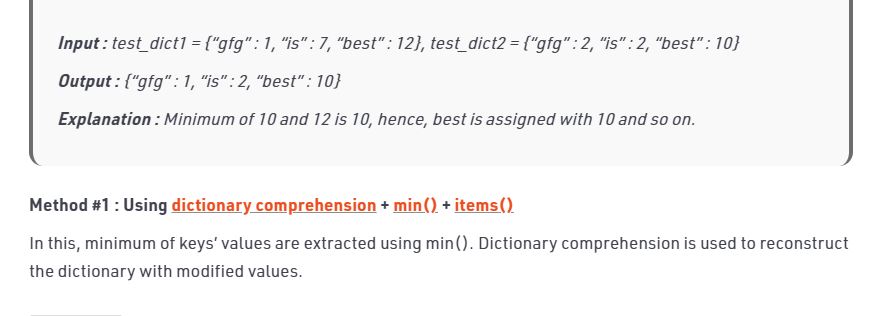 Input : test_dict1 = {“gfg” : 1, “is” : 7, “best” : 12}, test_dict2 = {“gfg” : 2, “is” : 2, “best” : 10}
Output : {“gfg” : 1, “is” : 2, “best” : 10}
Explanation : Minimum of 10 and 12 is 10, hence, best is assigned with 10 and so on.
Method #1 : Using dictionary comprehension + min() + items()
In this, minimum of keys’ values are extracted using min(). Dictionary comprehension is used to reconstruct
the dictionary with modified values.